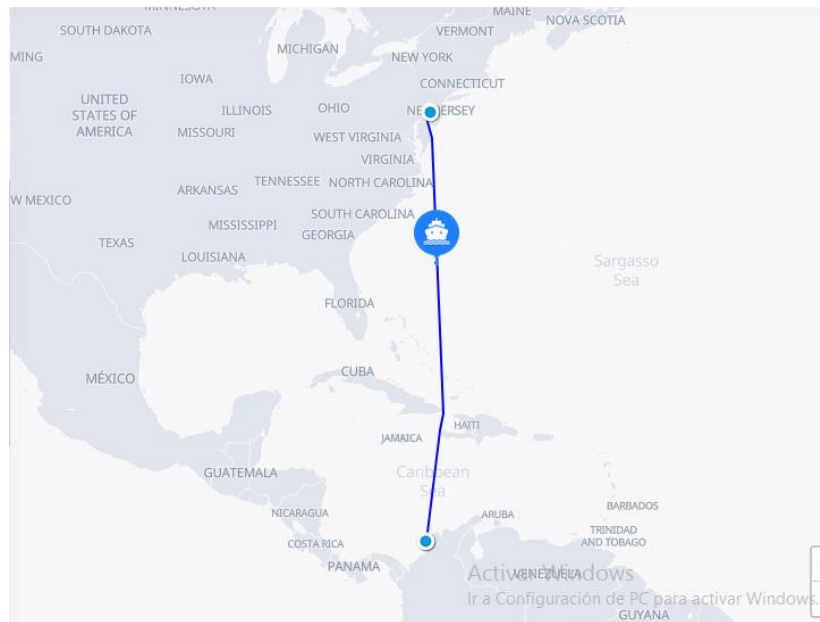 MAINE
NOVA SCOTIA
SOUTH DAKOTA
VERMONT
MICHIGAN
NEW YORK
MING
IOWA
CONNECTICUT
UNITED
STATES OF
AMERICA
ILLINOIS
OHIO
MISSOURI
WEST VIRGINIA
VIRGINIA
TENNESSEE
NORTH CAROLINA
ARKANSAS
W MEXICO
SOUTH CAROLINA
MISSISSIPPI
GEORGIA
TEXAS
LOUISIANA
Sargasso
Sea
FLORIDA
CUBA
MÉXICO
HAITI
JAMAICA
GUATEMALA
Caribbean
Sea
NICARAGUA
ARUBA
BARBADOS
COSTA RICA
TRINIDAD
AND TOBAGO
PANAMA
VENEZUELA
Activar Windows
Ir a Configuración de PC para activar Windows.
GUYANA